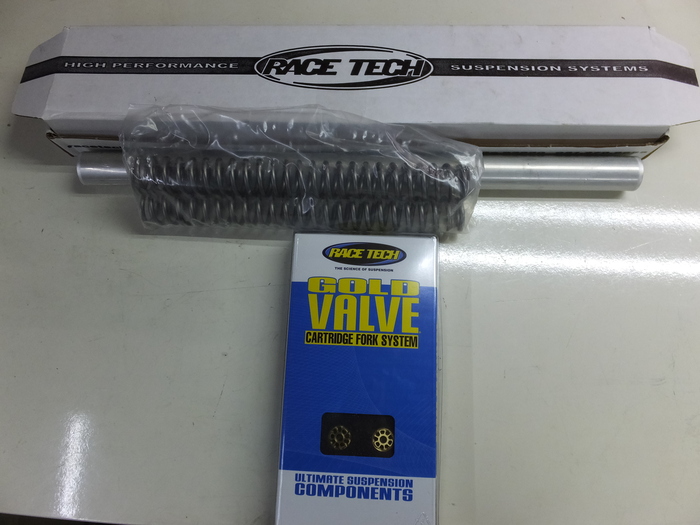 HIGH PERFORMANCE RACE TECH SUSPENSION SYSTEMS
RACE TECH
THE SCIENCE OF SUSPENSION
GOLD
VALVE
CARTRIDGE FORK SYSTEM
ULTIMATE SUSPENSION
COMPONENTS